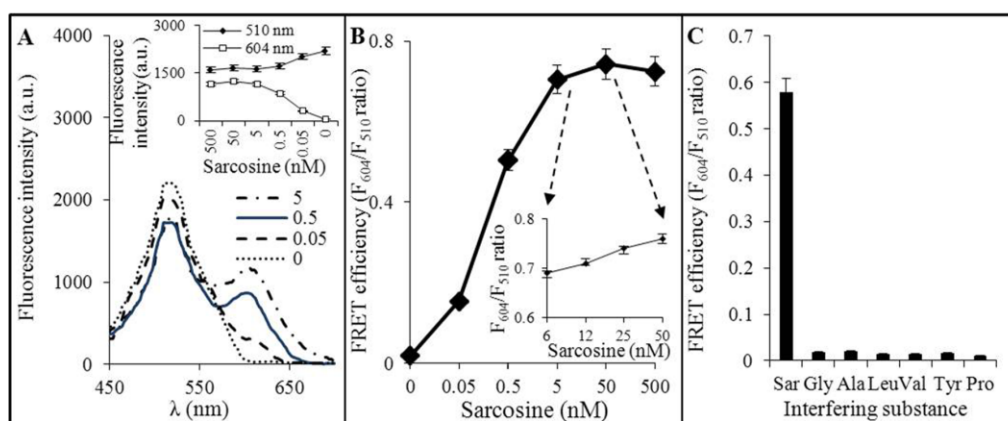 A
Fluorescence intensity (a.u.)
4000
3000
2000
1000
0
450
550
650
λ (nm)
5
0.5
0.05
0
Fluorescence
intensity (a.u.)
3000
1500
0
510 nm
604 nm
500
50
5
0.5
0.05
0
Sarcosine (nM)
B
FRET efficiency (F604/F510 ratio)
0.8
0.4
0
0
0.05
0.5
5
50
500
Sarcosine (nM)
F604/F510 ratio
0.8
0.7
0.6
6
12
25
50
Sarcosine (nM)
C
FRET efficiency (F604/F510 ratio)
0.7
0.6
0.5
0.4
0.3
0.2
0.1
0
Sar Gly Ala Leu Val Tyr Pro
Interfering substance